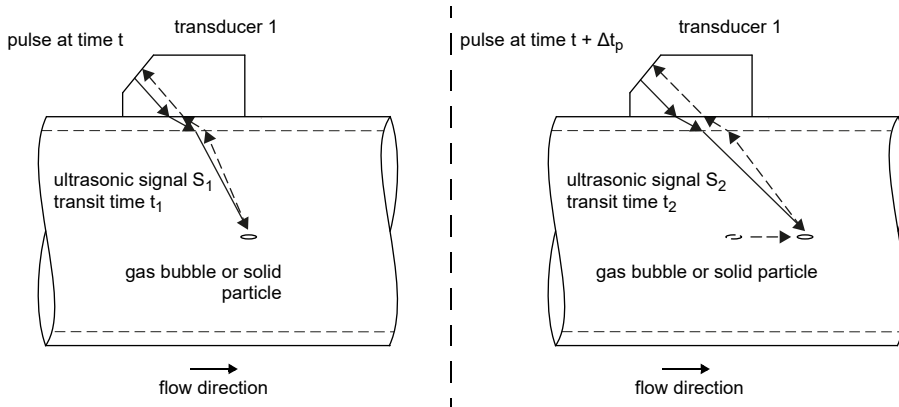 transducer 1
pulse at time t
ultrasonic signal S₁
transit time t₁
gas bubble or solid
particle
flow direction
transducer 1
pulse at time t + Δtₚ
ultrasonic signal S₂
transit time t₂
gas bubble or solid particle
flow direction